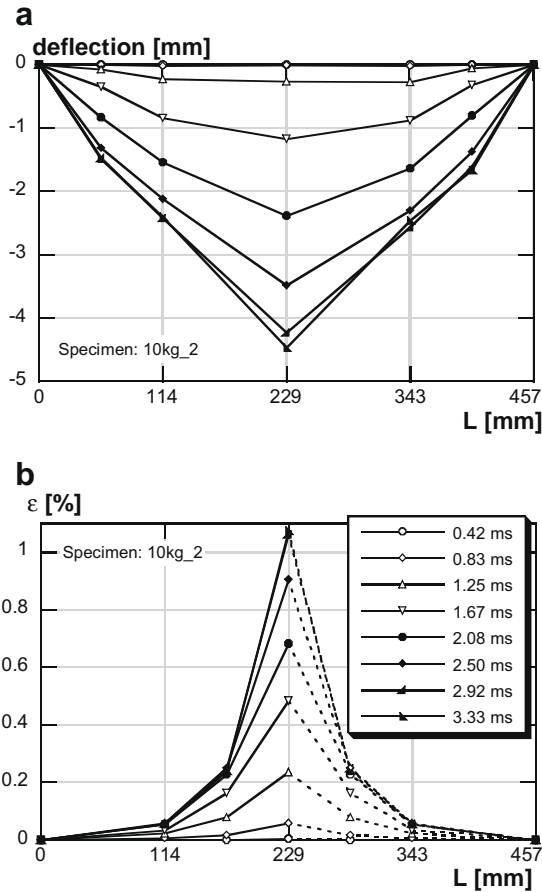 a
deflection [mm]
0
-1
-2
-3
-4
-5
Specimen: 10kg_2
0 114 229 343 457
L [mm]
b
ε [%]
1
0.8
0.6
0.4
0.2
0
Specimen: 10kg_2
0.42 ms
0.83 ms
1.25 ms
1.67 ms
2.08 ms
2.50 ms
2.92 ms
3.33 ms
0 114 229 343 457
L [mm]